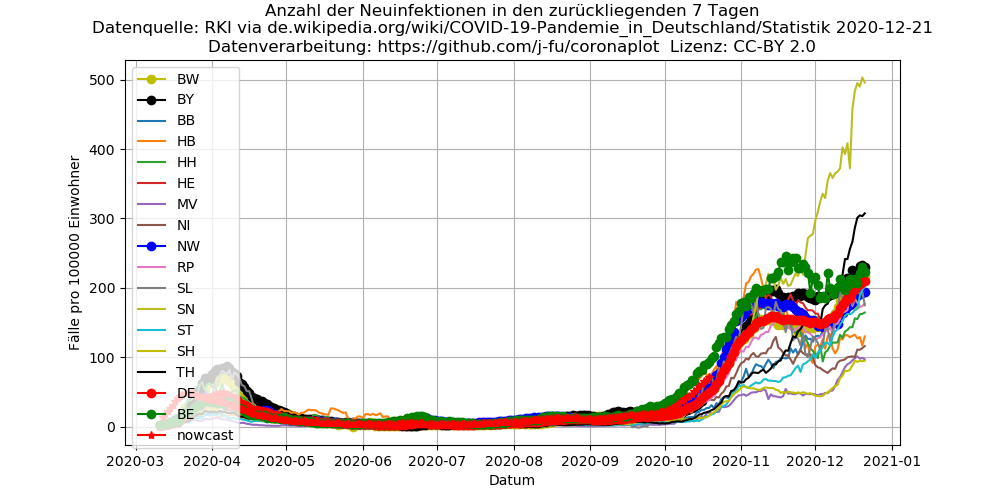 Anzahl der Neuinfektionen in den zurückliegenden 7 Tagen
Datenquelle: RKI via de.wikipedia.org/wiki/COVID-19-Pandemie_in_Deutschland/Statistik 2020-12-21
Datenverarbeitung: https://github.com/j-fu/coronaplot Lizenz: CC-BY 2.0
Fälle pro 100000 Einwohner
500
400
300
200
100
0
BW
BY
BB
HB
HH
HE
MV
NI
NW
RP
SL
SN
ST
SH
TH
DE
BE
nowcast
2020-03 2020-04 2020-05 2020-06 2020-07 2020-08 2020-09 2020-10 2020-11 2020-12 2021-01
Datum